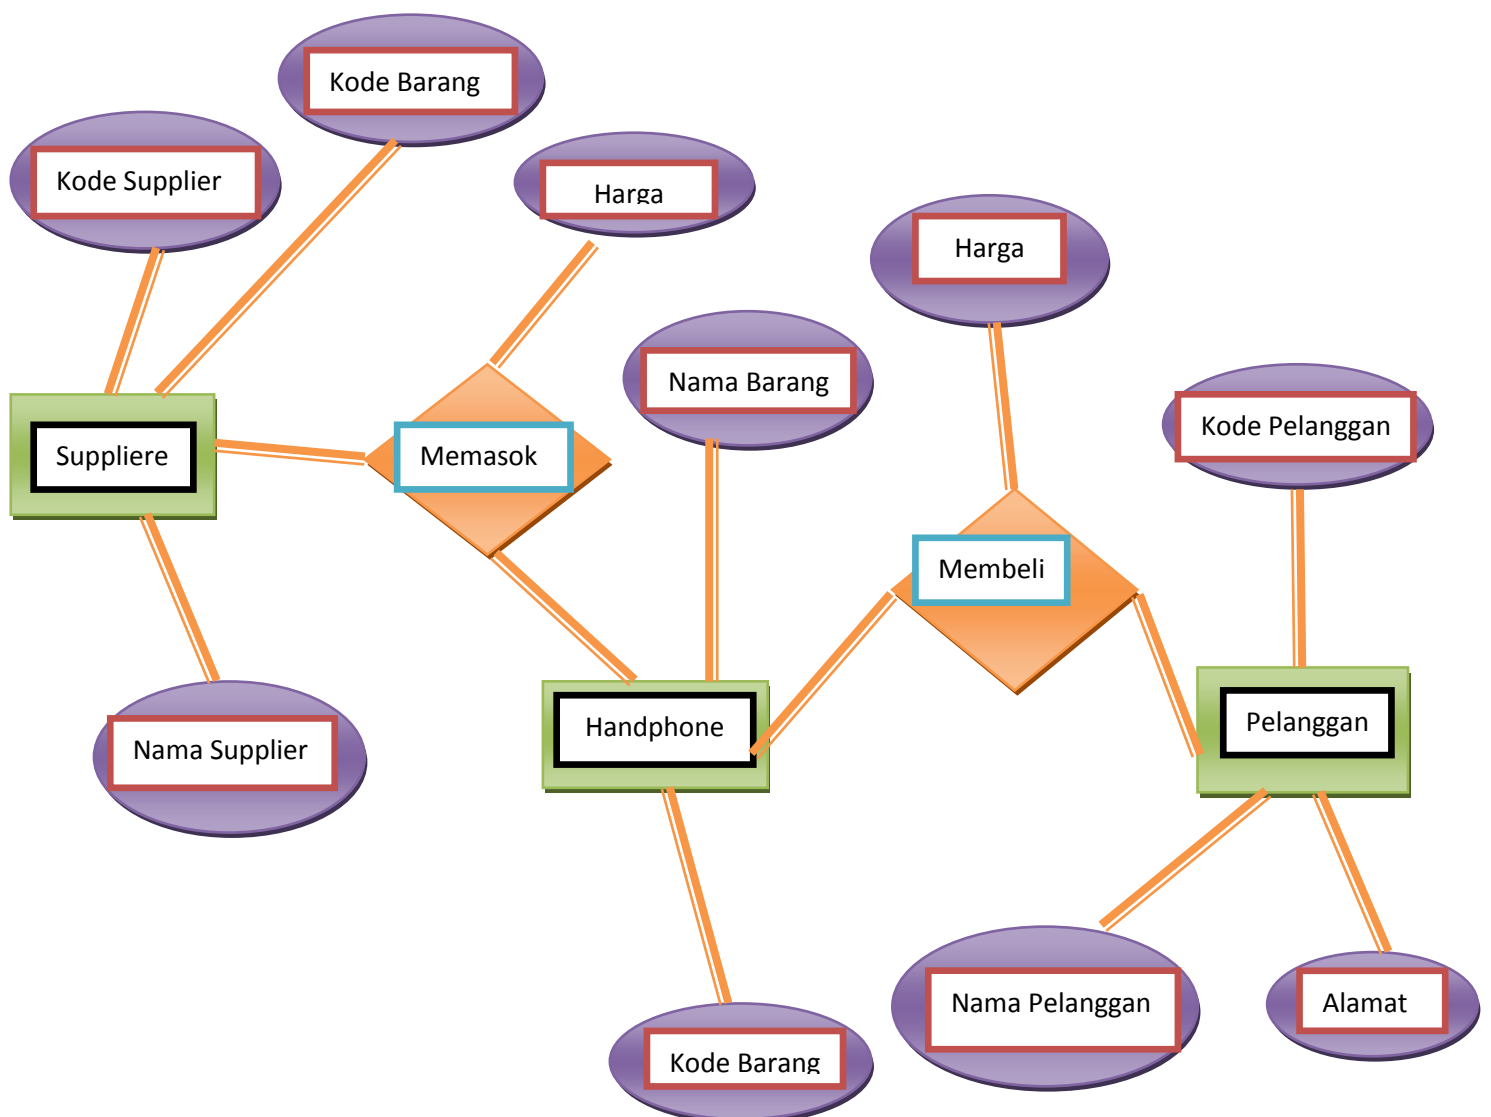 Kode Barang
Kode Supplier
Harga
Harga
Nama Barang
Kode Pelanggan
Suppliere
Memasok
Membeli
Handphone
Pelanggan
Nama Supplier
Nama Pelanggan
Alamat
Kode Barang